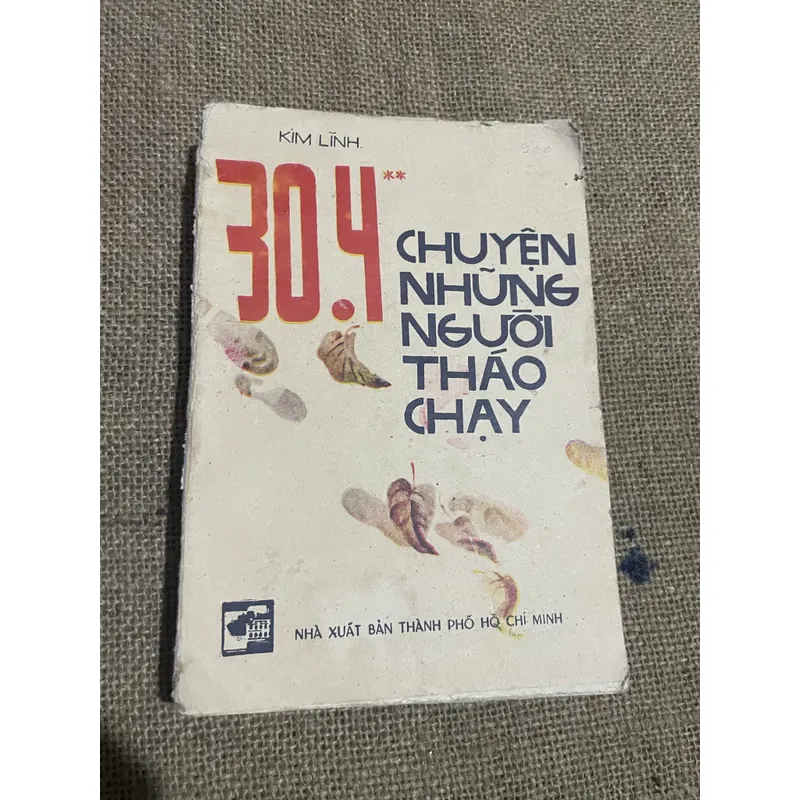 KIM LĨNH.
30.4**
CHUYỆN
NHỮNG
NGƯỜI
THÁO
CHẠY
NHÀ XUẤT BẢN THÀNH PHỐ HỒ CHÍ MINH